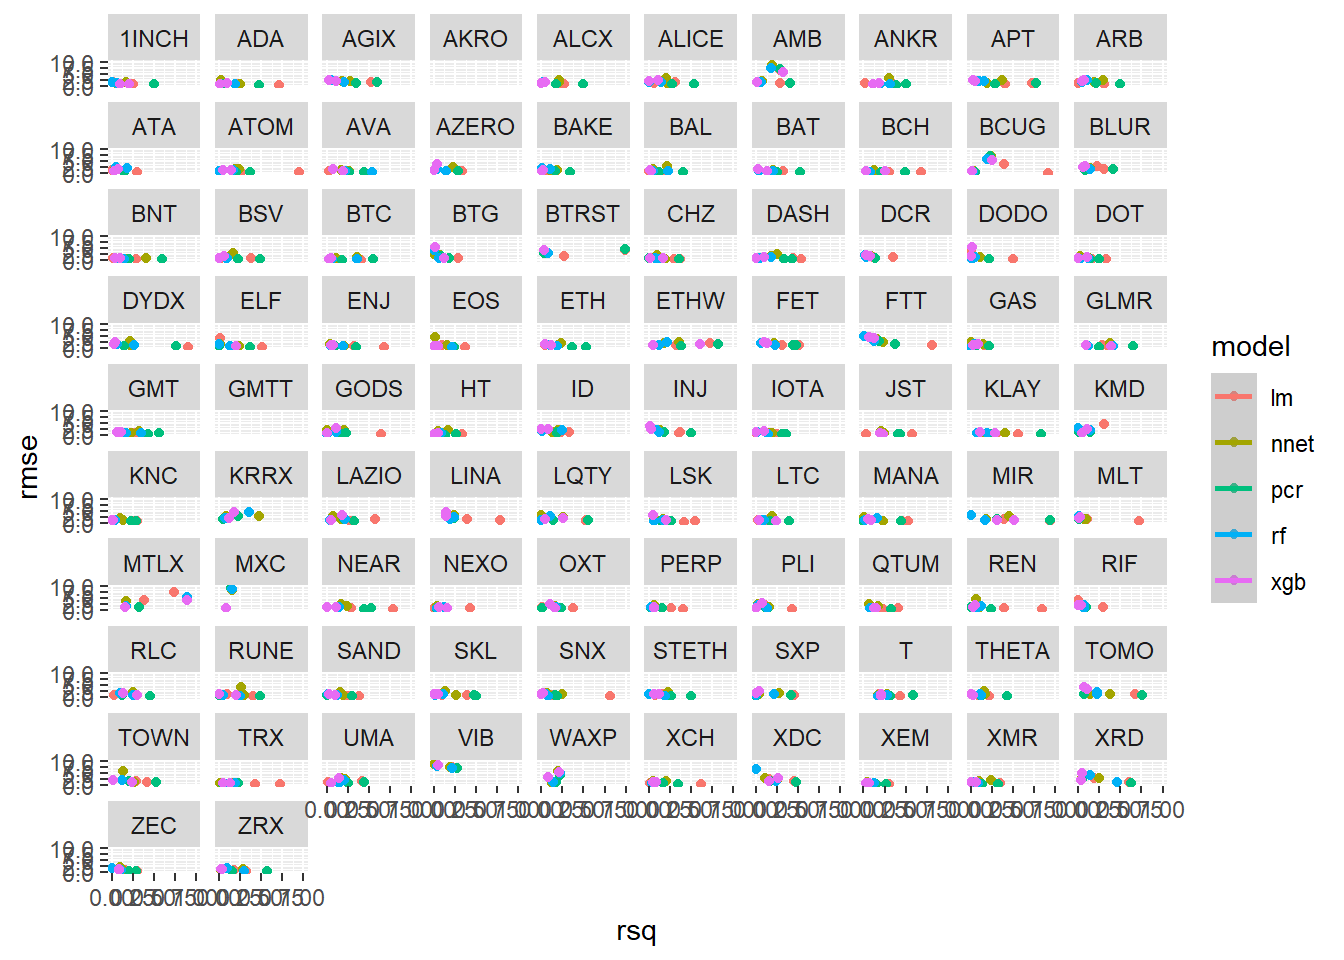 1INCH ADA AGIX AKRO ALCX ALICE AMB ANKR APT ARB
ATA ATOM AVA AZERO BAKE BAL BAT BCH BCUG BLUR
BNT BSV BTC BTG BTRST CHZ DASH DCR DODO DOT
DYDX ELF ENJ EOS ETH ETHW FET FTT GAS GLMR
GMT GMTT GODS HT ID INJ IOTA JST KLAY KMD
KNC KRRX LAZIO LINA LQTY LSK LTC MANA MIR MLT
MTLX MXC NEAR NEXO OXT PERP PLI QTUM REN RIF
RLC RUNE SAND SKL SNX STETH SXP T THETA TOMO
TOWN TRX UMA VIB WAXP XCH XDC XEM XMR XRD
ZEC ZRX
rmse
rsq
model
lm
nnet
pcr
rf
xgb